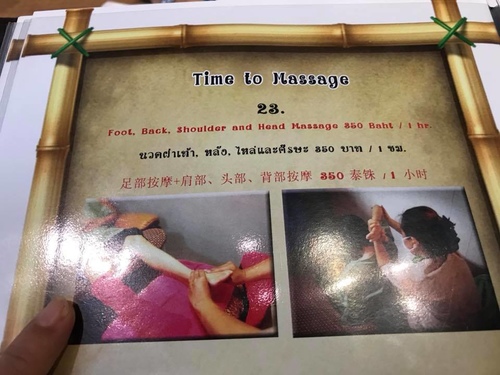 Time to Massage
23.
Foot, Back, Shoulder and Head Massage 350 Baht / 1 hr.
นวดฝ่าเท้า, หลัง, ไหล่และศีรษะ 350 บาท / 1 ชม.
足部按摩+肩部、头部、背部按摩 350 泰铢 / 1 小时